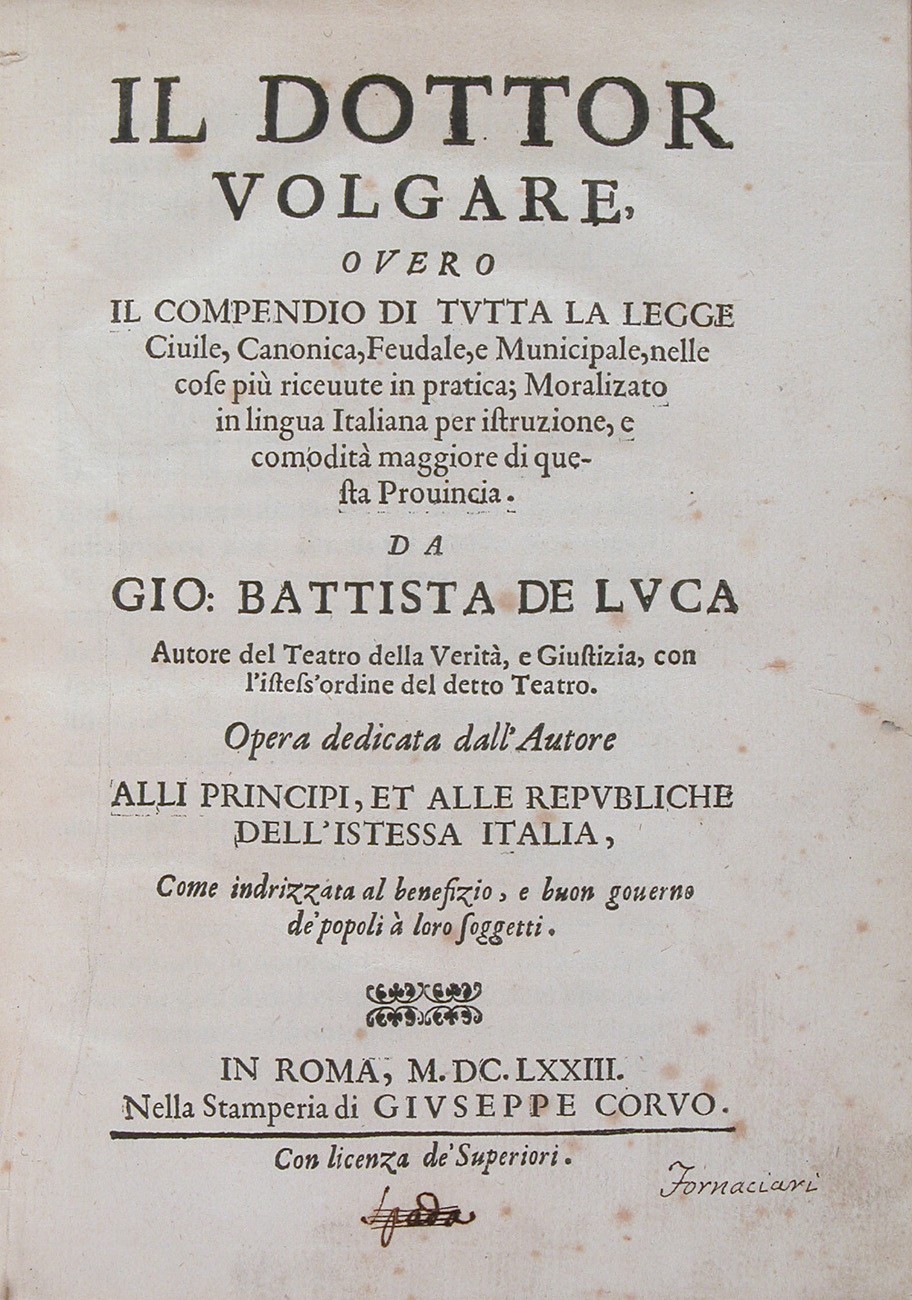 IL DOTTOR
VOLGARE,
OVERO
IL COMPENDIO DI TVTTA LA LEGGE
Ciuile, Canonica,Feudale,e Municipale,nelle
coſe più riceuute in pratica; Moralizato
in lingua Italiana per iſtruzione, e
comodità maggiore di que-
ſta Prouincia.
DA
GIO: BATTISTA DE LVCA
Autore del Teatro della Verità, e Giuſtizia, con
l'iſteſs'ordine del detto Teatro.
Opera dedicata dall'Autore
ALLI PRINCIPI, ET ALLE REPVBLICHE
DELL'ISTESSA ITALIA,
Come indrizzata al benefizio, e buon gouerno
de'popoli à loro ſoggetti.
IN ROMA, M.DC.LXXIII.
Nella Stamperia di GIVSEPPE CORVO.
Con licenza de'Superiori.
Fornaciari